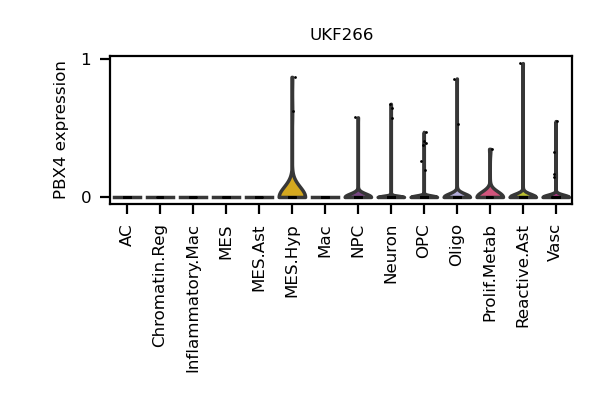 UKF266
PBX4 expression
1
0
AC
Chromatin.Reg
Inflammatory.Mac
MES
MES.Ast
MES.Hyp
Mac
NPC
Neuron
OPC
Oligo
Prolif.Metab
Reactive.Ast
Vasc